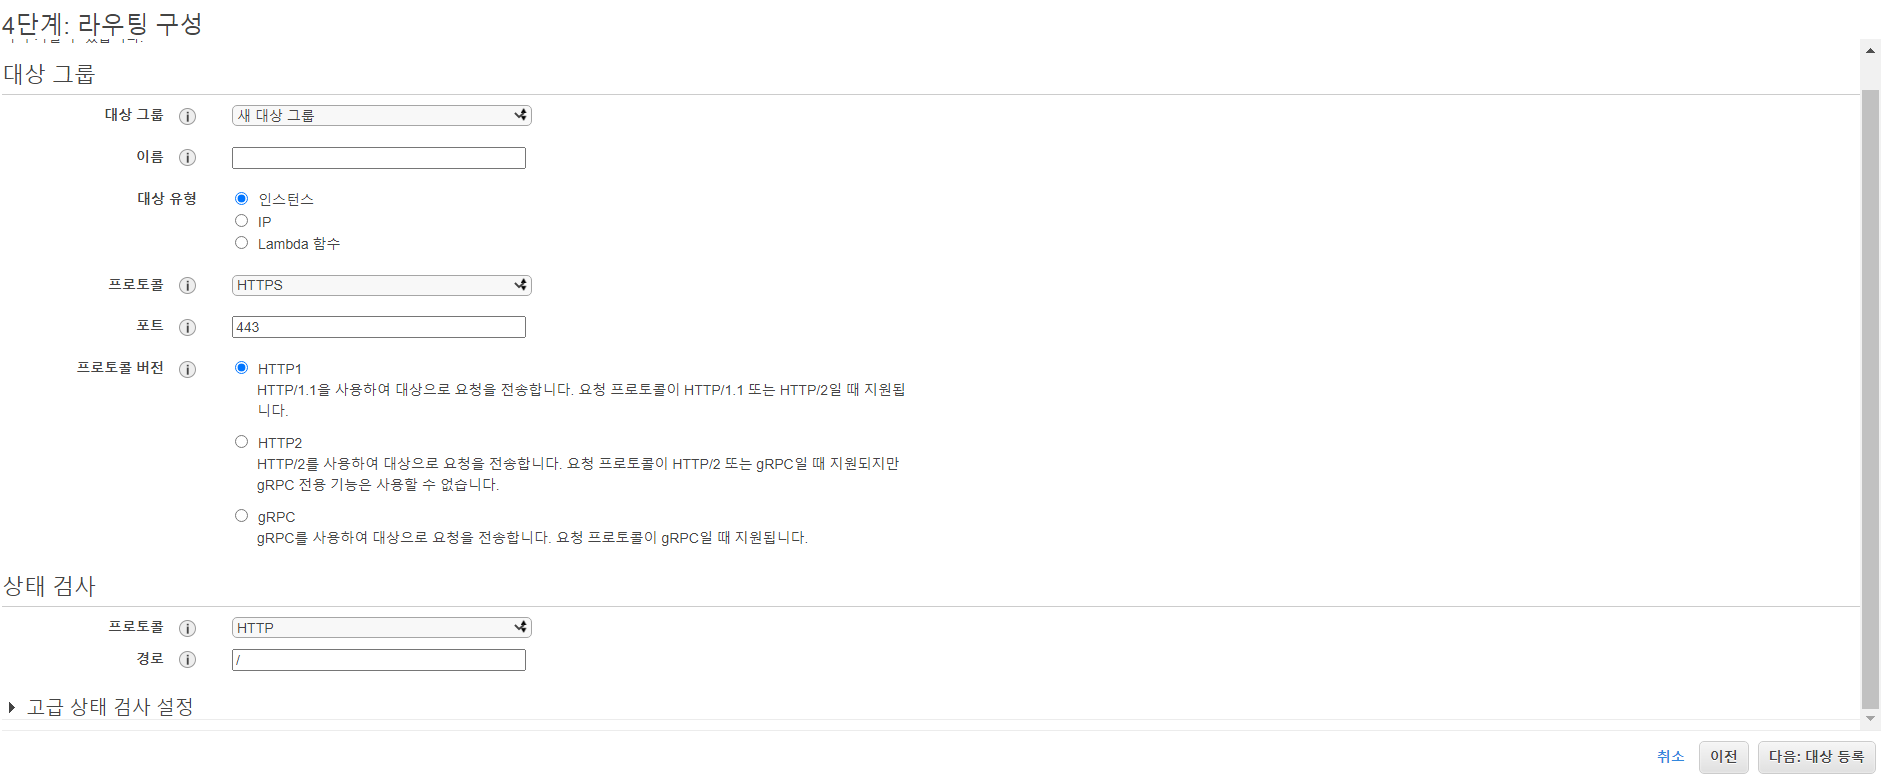 4단계: 라우팅 구성
대상 그룹
대상 그룹 i 새 대상 그룹
이름 i
대상 유형 인스턴스
IP
Lambda 함수
프로토콜 i HTTPS
포트 i 443
프로토콜 버전 i HTTP1
HTTP/1.1을 사용하여 대상으로 요청을 전송합니다. 요청 프로토콜이 HTTP/1.1 또는 HTTP/2일 때 지원됩
니다.
HTTP2
HTTP/2를 사용하여 대상으로 요청을 전송합니다. 요청 프로토콜이 HTTP/2 또는 gRPC일 때 지원되지만
gRPC 전용 기능은 사용할 수 없습니다.
gRPC
gRPC를 사용하여 대상으로 요청을 전송합니다. 요청 프로토콜이 gRPC일 때 지원됩니다.
상태 검사
프로토콜 i HTTP
경로 i /
고급 상태 검사 설정
취소 이전 다음: 대상 등록